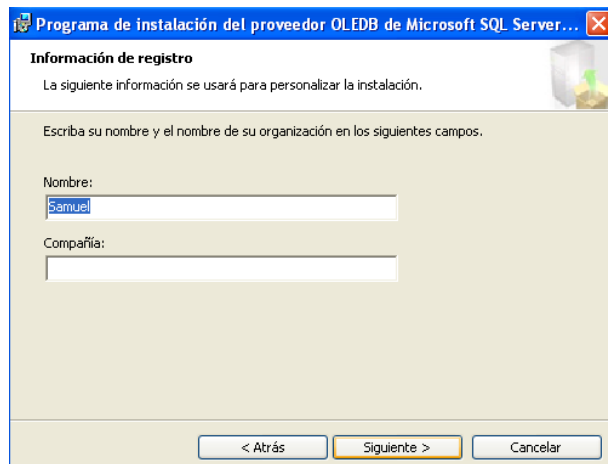 Programa de instalación del proveedor OLEDB de Microsoft SQL Server...
Información de registro
La siguiente información se usará para personalizar la instalación.
Escriba su nombre y el nombre de su organización en los siguientes campos.
Nombre:
Samuel
Compañía:
< Atrás
Siguiente >
Cancelar